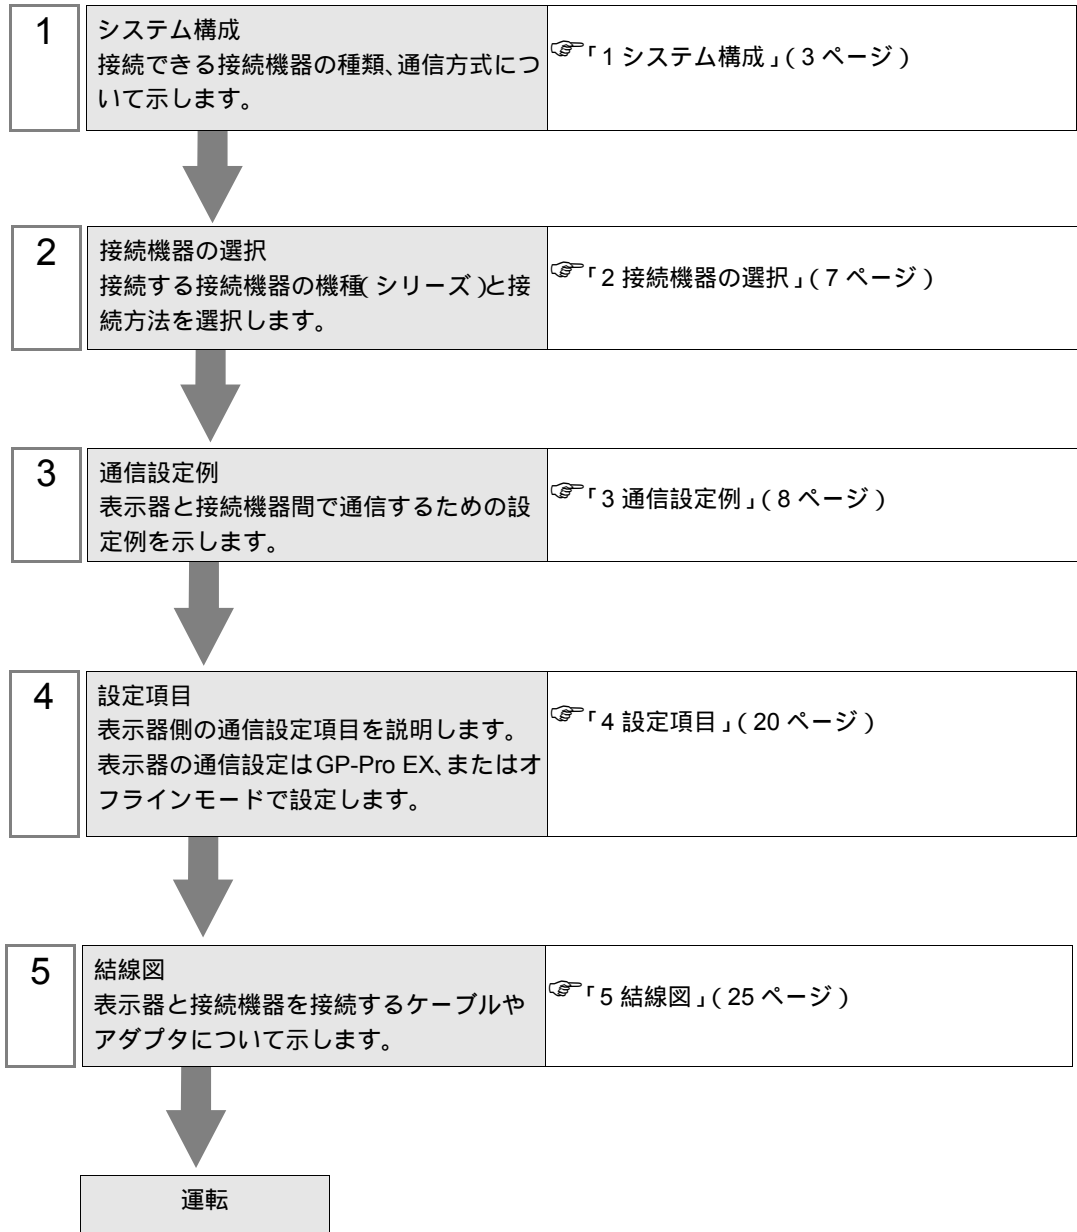 1
システム構成
接続できる接続機器の種類、通信方式につ
いて示します。
☞「1 システム構成」(3 ページ)
2
接続機器の選択
接続する接続機器の機種(シリーズ)と接
続方法を選択します。
☞「2 接続機器の選択」(7 ページ)
3
通信設定例
表示器と接続機器間で通信するための設
定例を示します。
☞「3 通信設定例」(8 ページ)
4
設定項目
表示器側の通信設定項目を説明します。
表示器の通信設定はGP-Pro EX、またはオ
フラインモードで設定します。
☞「4 設定項目」(20 ページ)
5
結線図
表示器と接続機器を接続するケーブルや
アダプタについて示します。
☞「5 結線図」(25 ページ)
運転